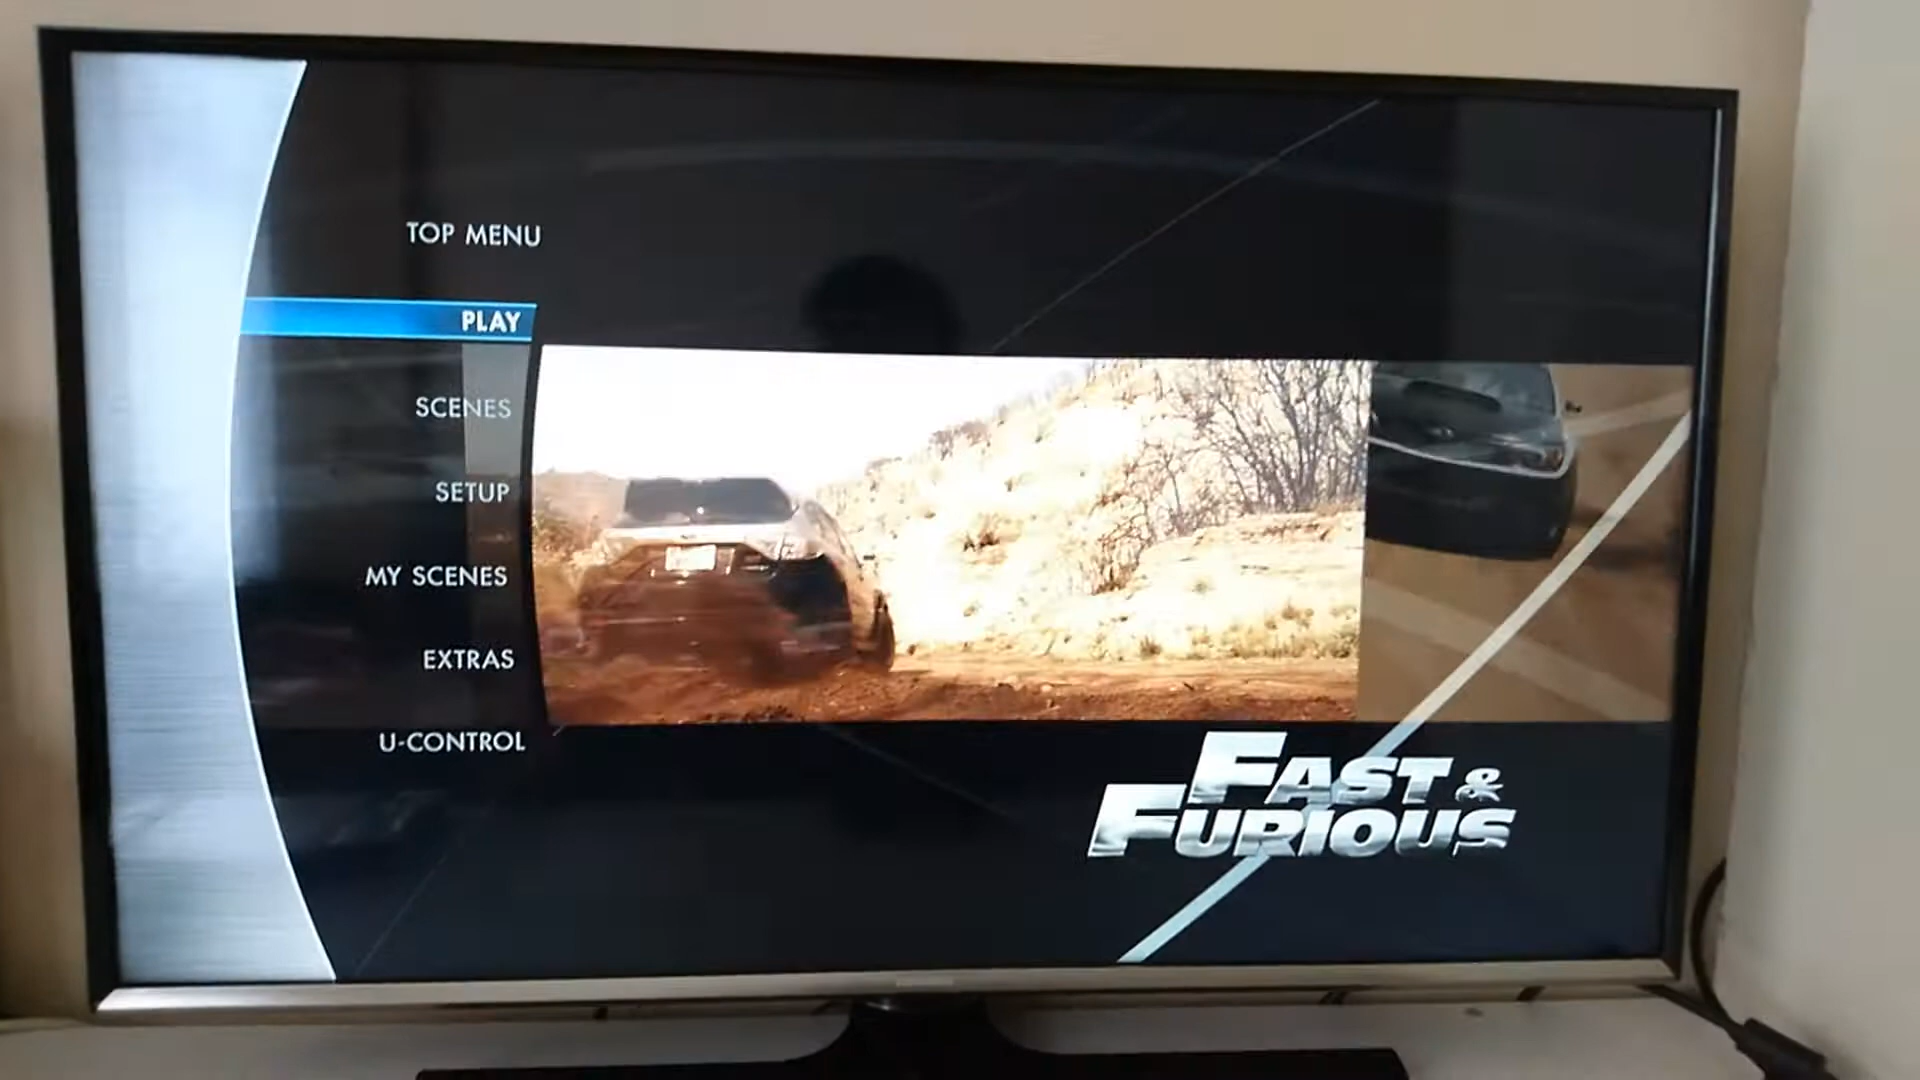 TOP MENU
PLAY
SCENES
SETUP
MY SCENES
EXTRAS
U-CONTROL
FAST &
FURIOUS